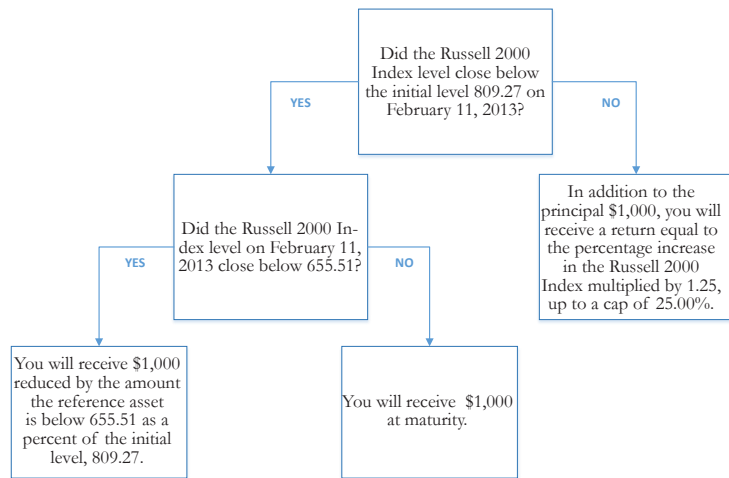 Did the Russell 2000
Index level close below
the initial level 809.27 on
February 11, 2013?
YES
NO
Did the Russell 2000 In-
dex level on February 11,
2013 close below 655.51?
In addition to the
principal $1,000, you will
receive a return equal to
the percentage increase
in the Russell 2000
Index multiplied by 1.25,
up to a cap of 25.00%.
YES
NO
You will receive $1,000
reduced by the amount
the reference asset
is below 655.51 as a
percent of the initial
level, 809.27.
You will receive $1,000
at maturity.